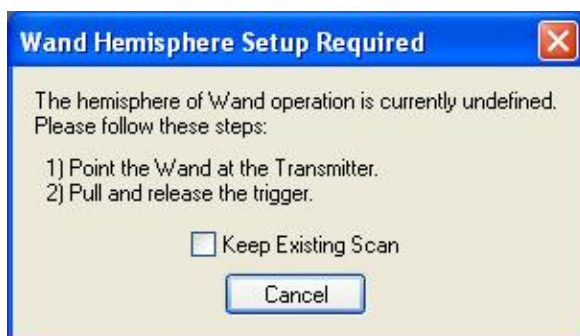 Wand Hemisphere Setup Required
The hemisphere of Wand operation is currently undefined.
Please follow these steps:
1) Point the Wand at the Transmitter.
2) Pull and release the trigger.
Keep Existing Scan
Cancel